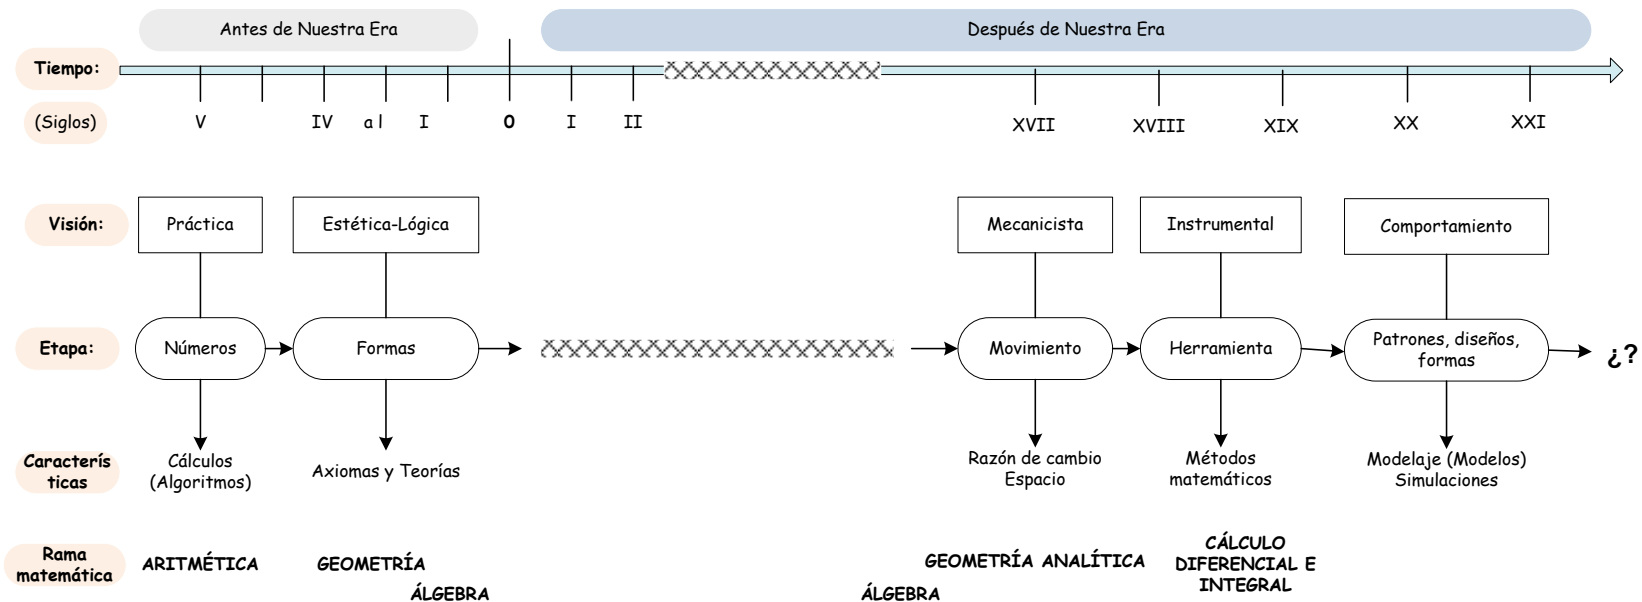 Antes de Nuestra Era
Después de Nuestra Era
Tiempo:
(Siglos)
V
IV
al
I
0
I
II
XVII
XVIII
XIX
XX
XXI
Visión:
Práctica
Estética-Lógica
Mecanicista
Instrumental
Comportamiento
Etapa:
Números
Formas
Movimiento
Herramienta
Patrones, diseños,
formas
¿?
Caracterís
ticas
Cálculos
(Algoritmos)
Axiomas y Teorías
Razón de cambio
Espacio
Métodos
matemáticos
Modelaje (Modelos)
Simulaciones
Rama
matemática
ARITMÉTICA
GEOMETRÍA
ÁLGEBRA
ÁLGEBRA
GEOMETRÍA ANALÍTICA
CÁLCULO
DIFERENCIAL E
INTEGRAL